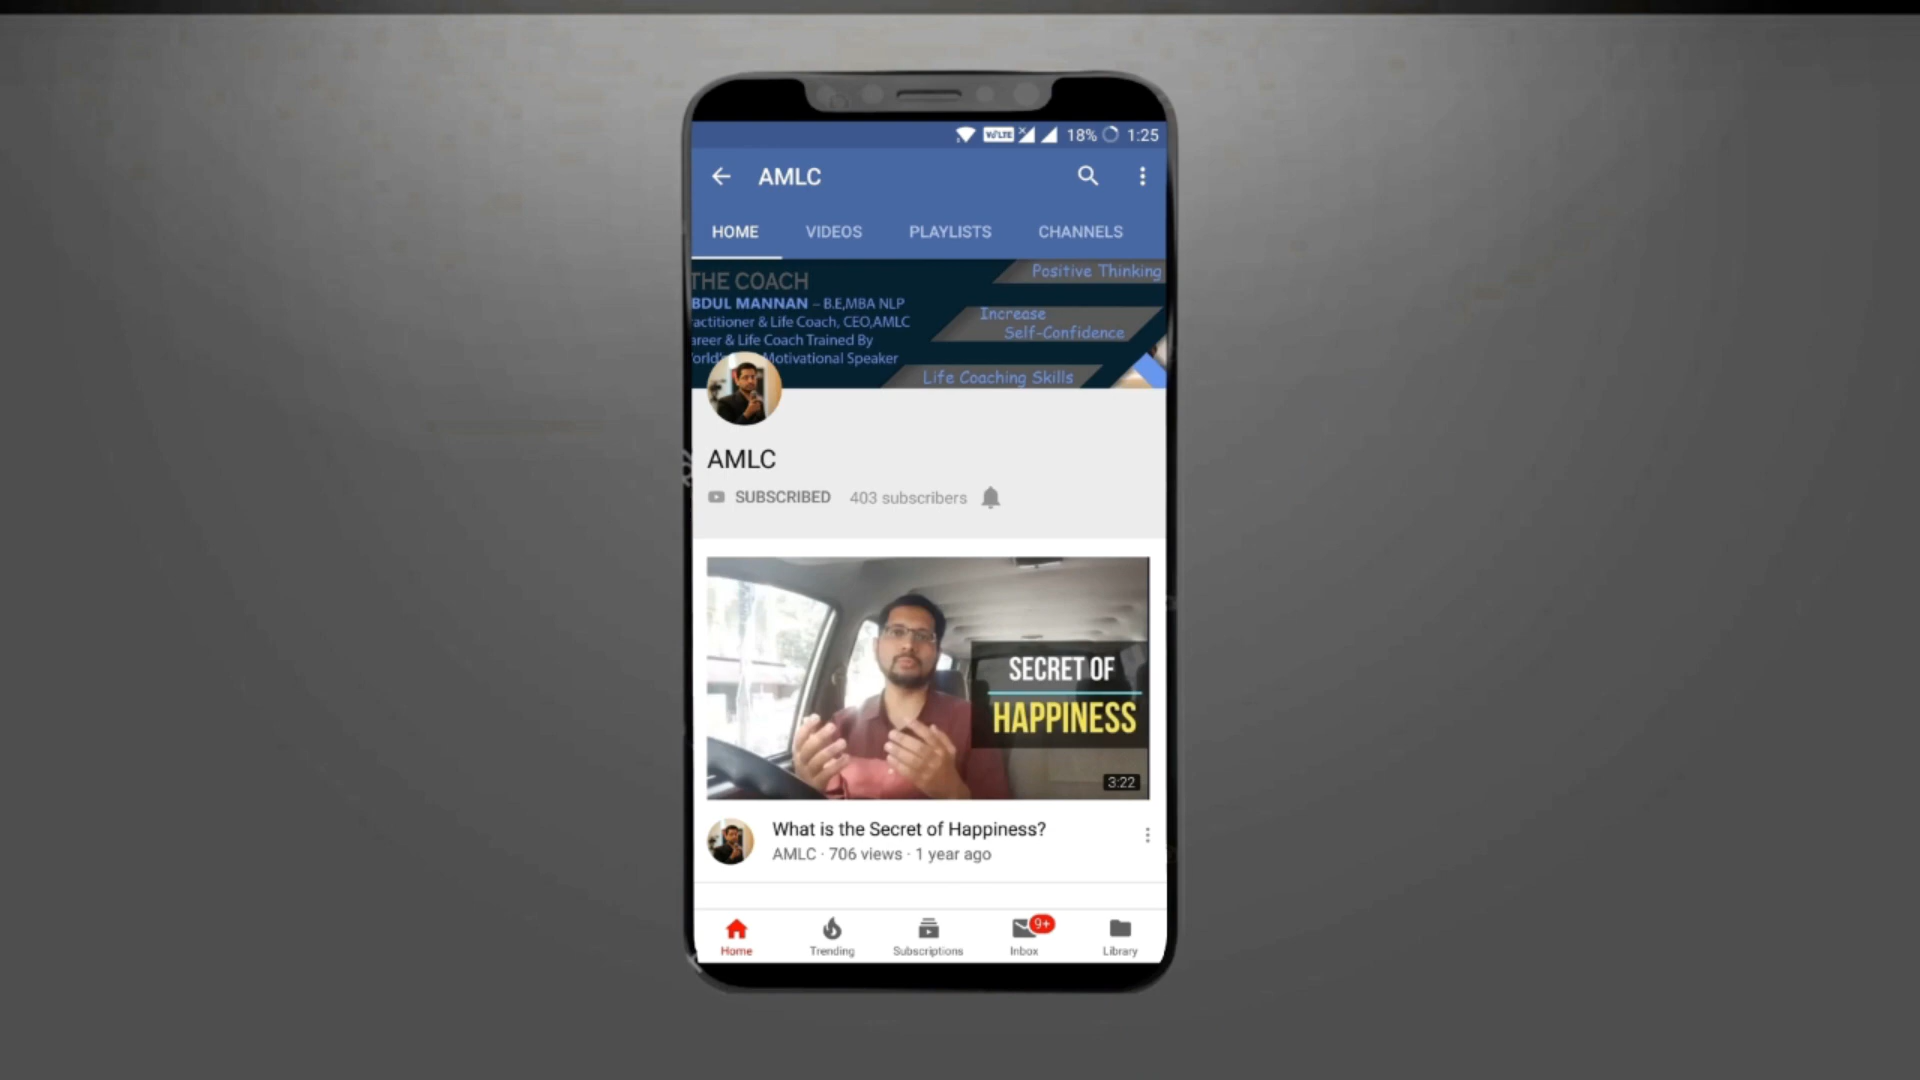 VoLTE 18% 1:25
AMLC
HOME VIDEOS PLAYLISTS CHANNELS
THE COACH
BDUL MANNAN – B.E,MBA NLP
actitioner & Life Coach, CEO,AMLC
areer & Life Coach Trained By
Motivational Speaker
Positive Thinking
Increase
Self-Confidence
Life Coaching Skills
AMLC
SUBSCRIBED 403 subscribers
SECRET OF
HAPPINESS
3:22
What is the Secret of Happiness?
AMLC · 706 views · 1 year ago
9+
Home Trending Subscriptions Inbox Library